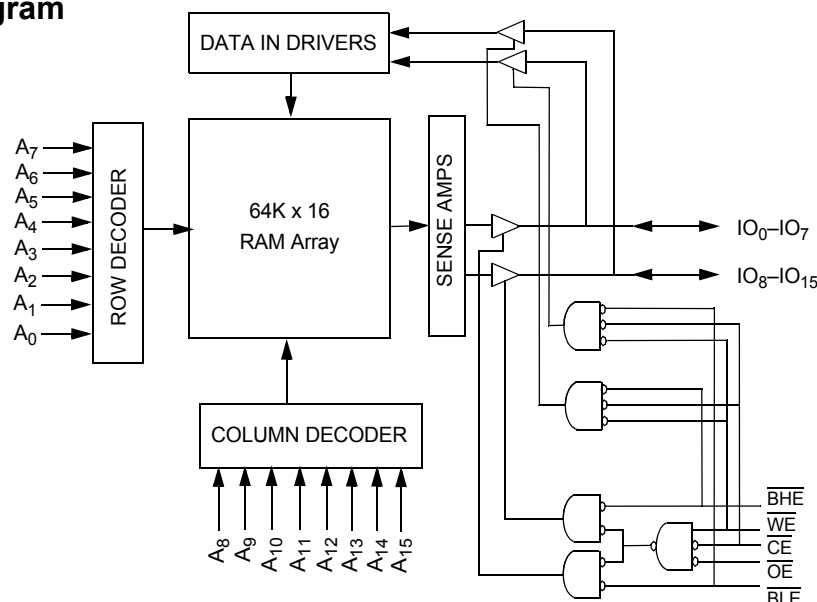 gram
DATA IN DRIVERS
A7
A6
A5
A4
A3
A2
A1
A0
ROW DECODER
64K x 16
RAM Array
SENSE AMPS
IO0–IO7
IO8–IO15
COLUMN DECODER
A8
A9
A10
A11
A12
A13
A14
A15
BHE
WE
CE
OE
BLE